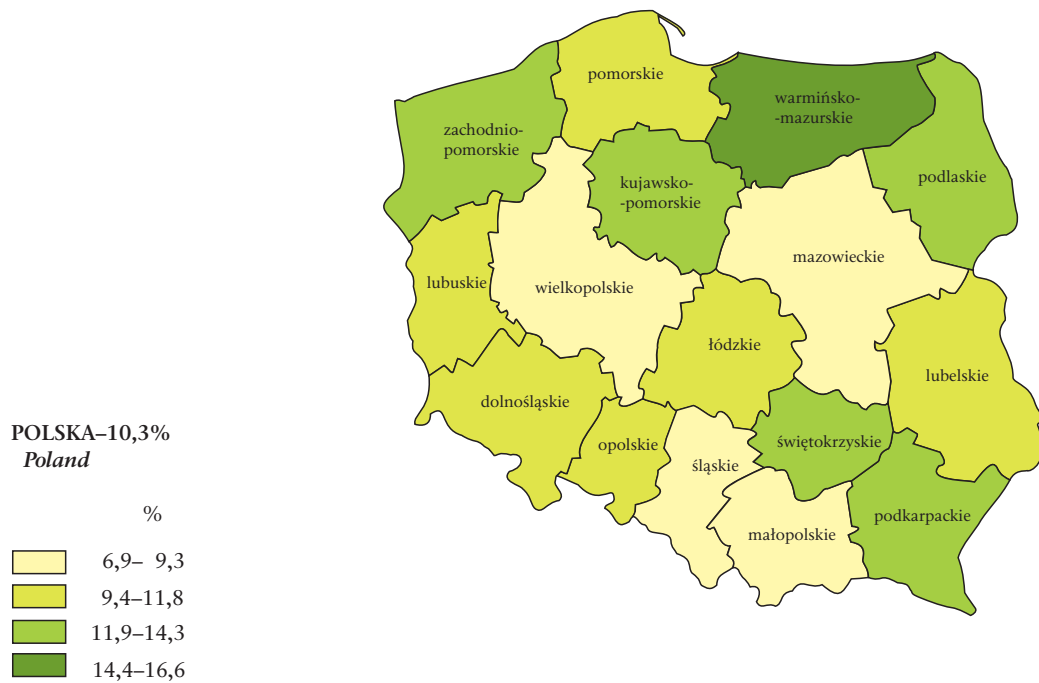 pomorskie
warmińsko-
-mazurskie
zachodnio-
pomorskie
podlaskie
kujawsko-
-pomorskie
mazowieckie
lubuskie
wielkopolskie
łódzkie
lubelskie
dolnośląskie
opolskie
świętokrzyskie
śląskie
podkarpackie
małopolskie
POLSKA–10,3%
Poland
%
6,9– 9,3
9,4–11,8
11,9–14,3
14,4–16,6